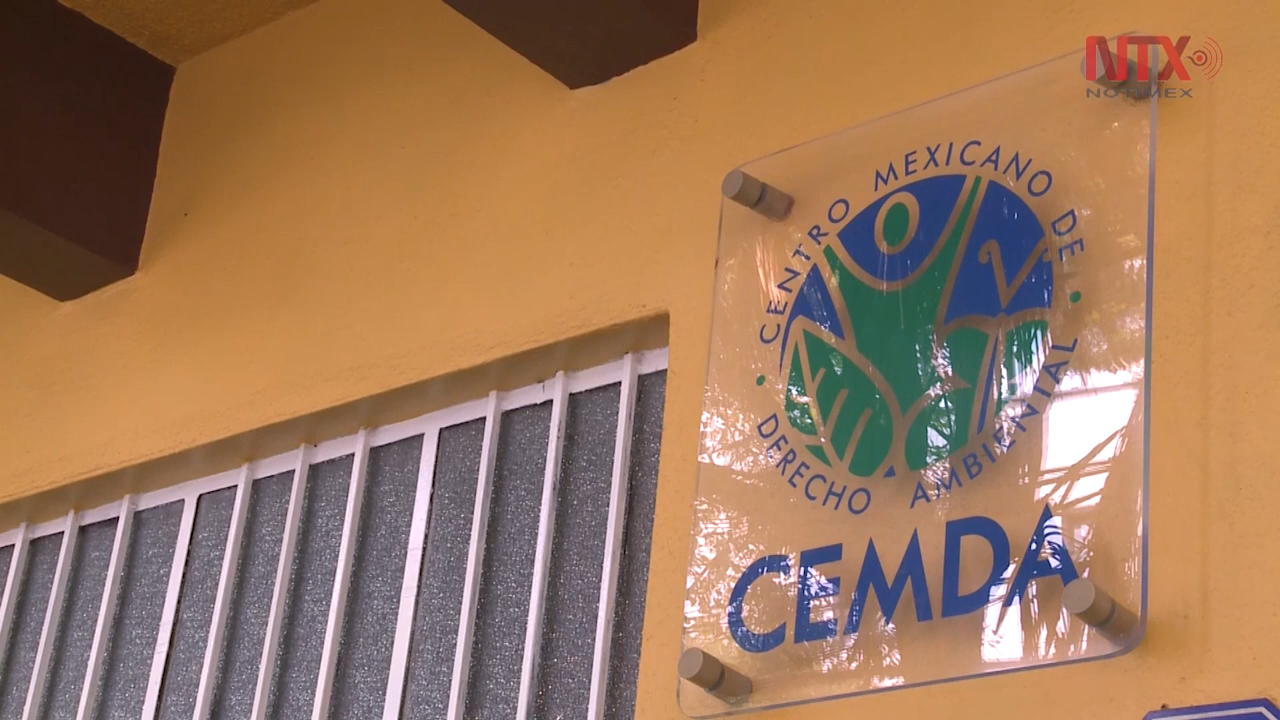 NTX
NOTIMEX
CENTRO MEXICANO DE
DERECHO AMBIENTAL
CEMDA